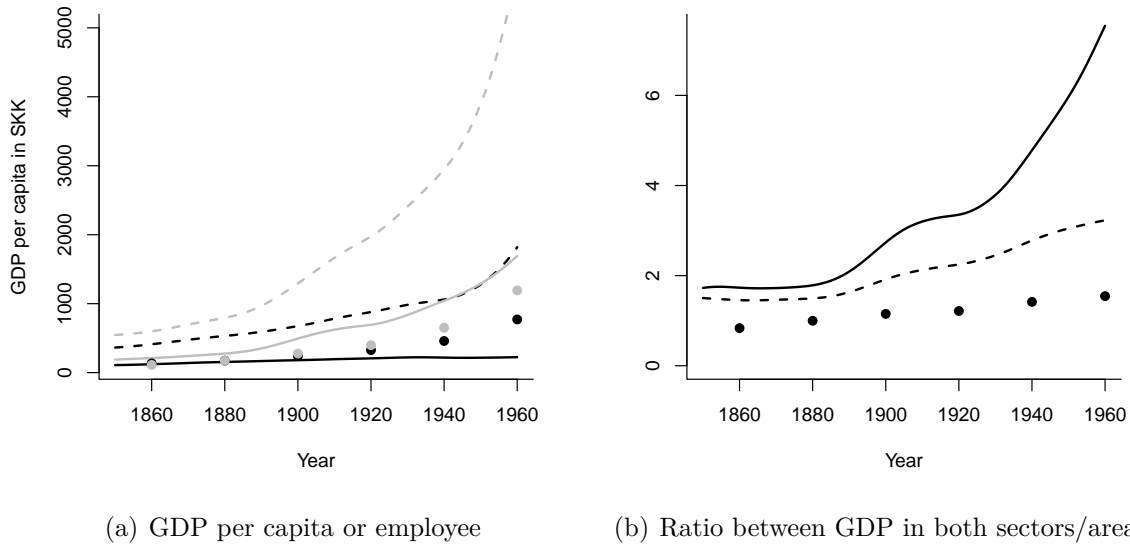 GDP per capita in SKK
5000
4000
3000
2000
1000
0
1860 1880 1900 1920 1940 1960
Year
(a) GDP per capita or employee
6
4
2
0
1860 1880 1900 1920 1940 1960
Year
(b) Ratio between GDP in both sectors/area